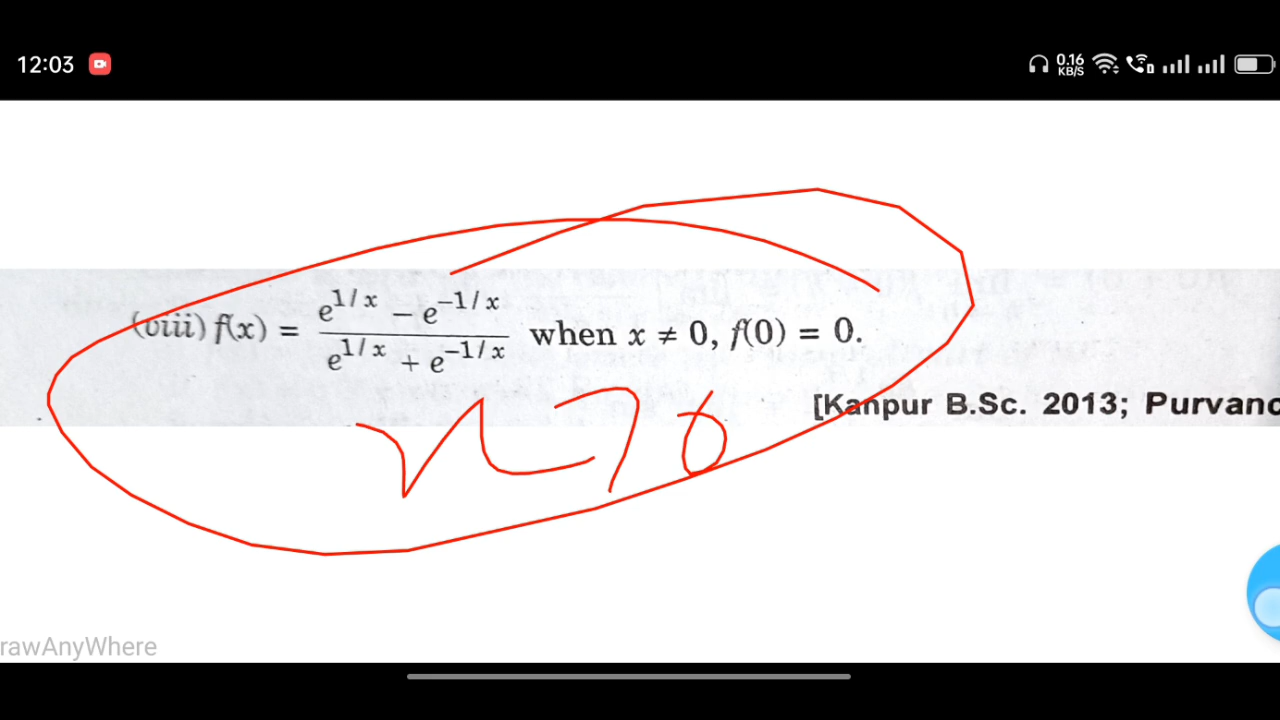 12:03 0.16 KB/S
(viii) f(x) = e^{1/x} − e^{−1/x} / e^{1/x} + e^{−1/x} when x ≠ 0, f(0) = 0.
[Kanpur B.Sc. 2013; Purvanc
rawAnyWhere